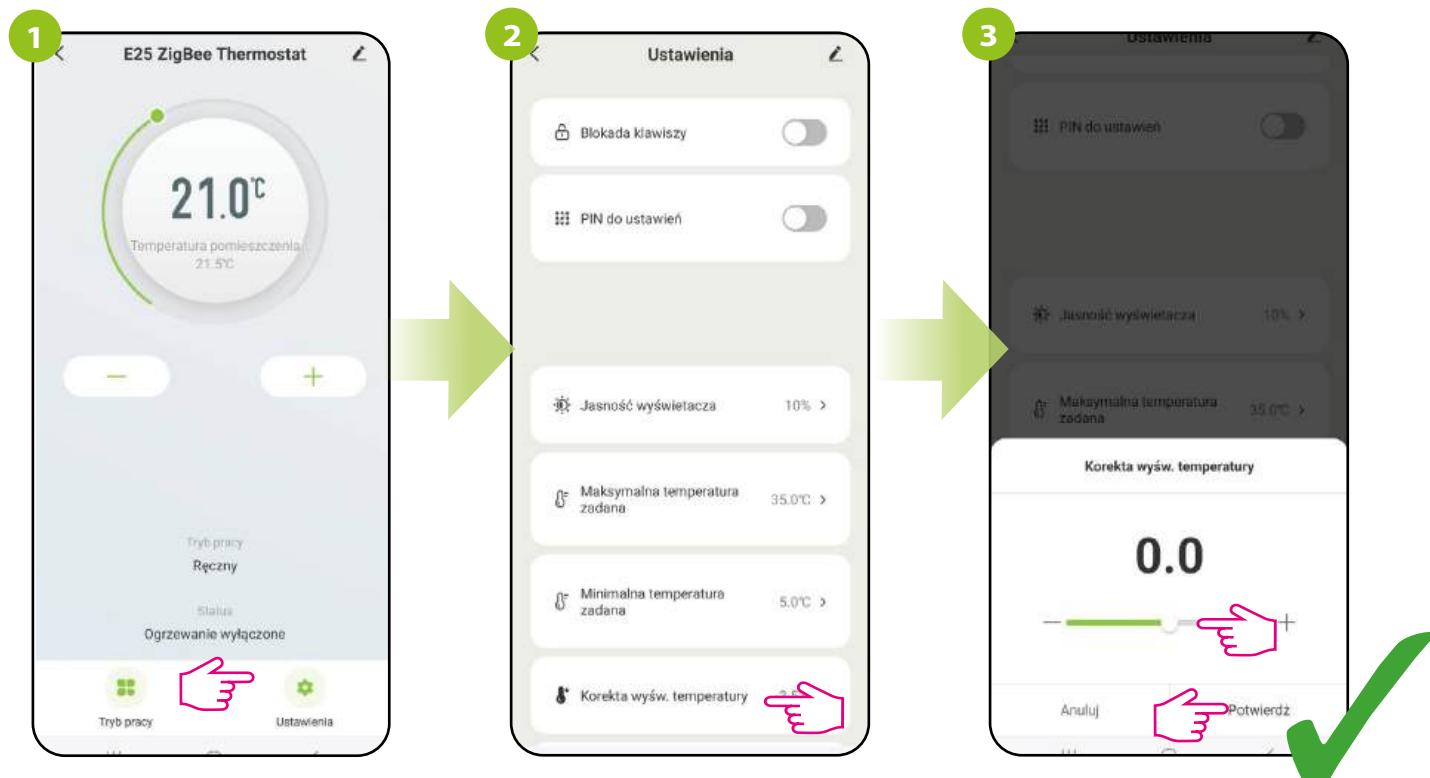 1
E25 ZigBee Thermostat
21.0°C
Temperatura pomieszczenia
21.5°C
Tryb pracy
Ręczny
Status
Ogrzewanie wyłączone
Tryb pracy
Ustawienia
2
Ustawienia
Blokada klawiszy
PIN do ustawień
Jasność wyświetacza
10%
Maksymalna temperatura
zadana
35.0°C
Minimalna temperatura
zadana
5.0°C
Korekta wyśw. temperatury
3
Ustawienia
PIN do ustawień
Jasność wyświetacza
10%
Maksymalna temperatura
zadana
35.0°C
Korekta wyśw. temperatury
0.0
Anuluj
Potwierdź